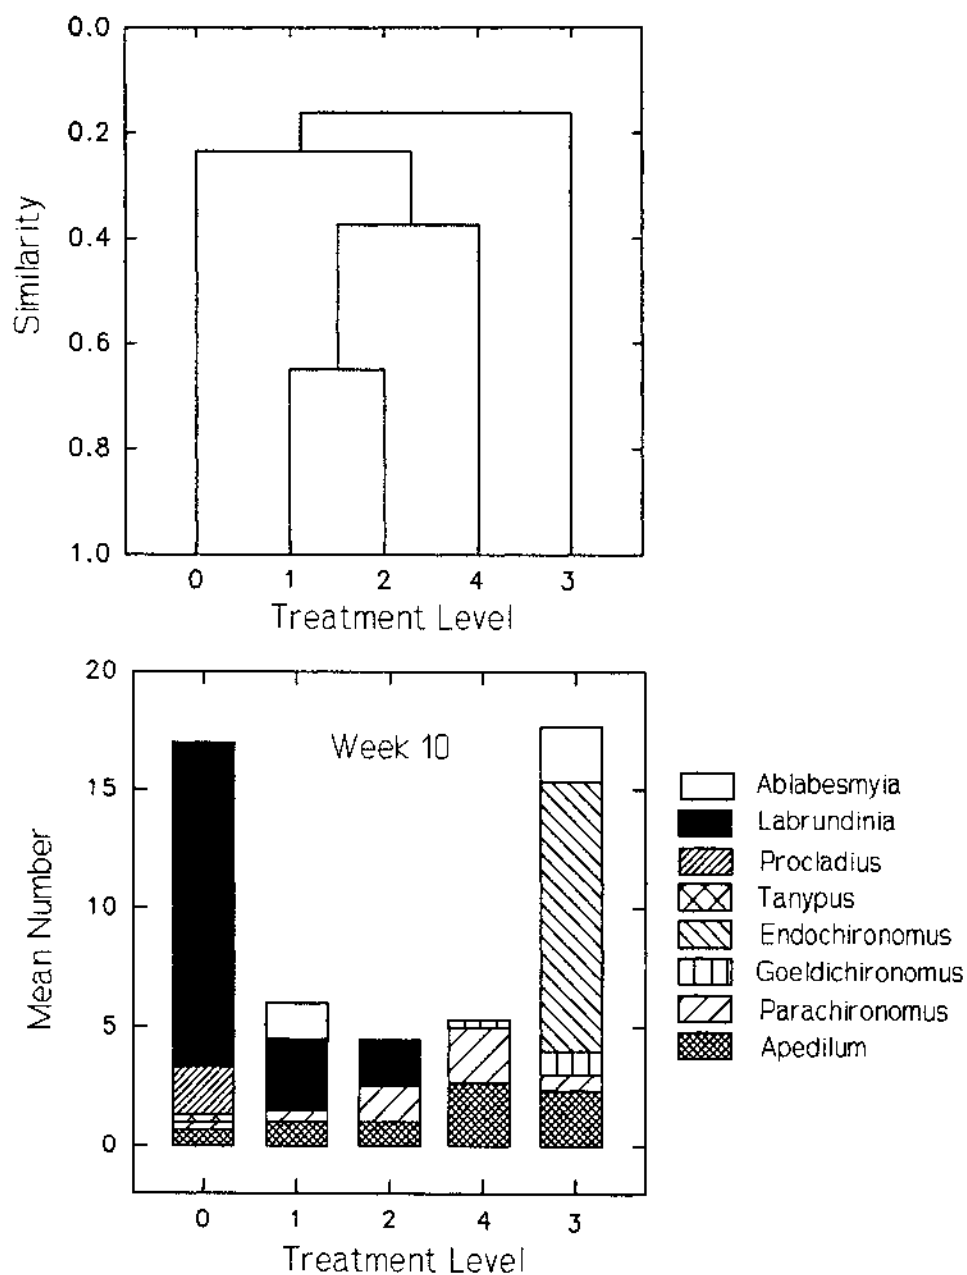 0.0
0.2
0.4
0.6
0.8
1.0
Similarity
0 1 2 4 3
Treatment Level
20
15
10
5
0
Mean Number
Week 10
Ablabesmyia
Labrundinia
Procladius
Tanypus
Endochironomus
Goeldichironomus
Parachironomus
Apedilum
0 1 2 4 3
Treatment Level